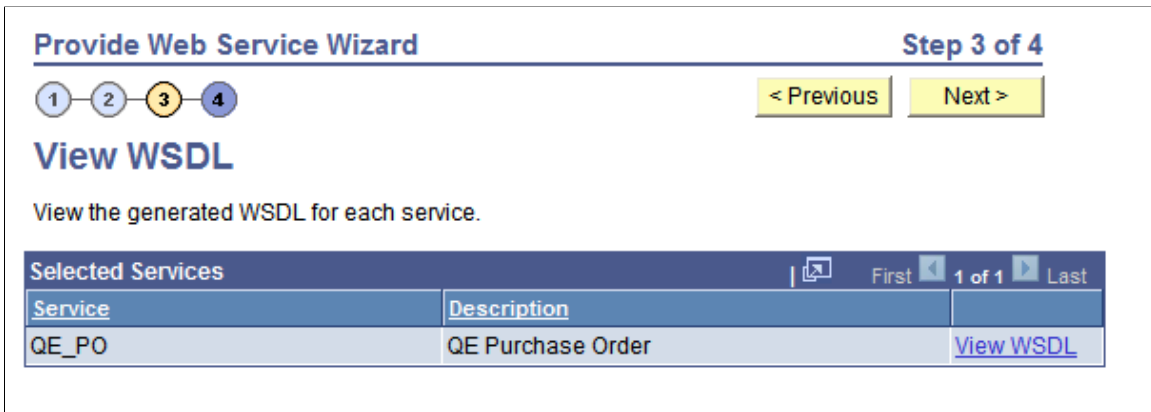 Provide Web Service Wizard Step 3 of 4
1 2 3 4 < Previous Next >
View WSDL
View the generated WSDL for each service.
Selected Services | First 1 of 1 Last
Service Description
QE_PO QE Purchase Order View WSDL